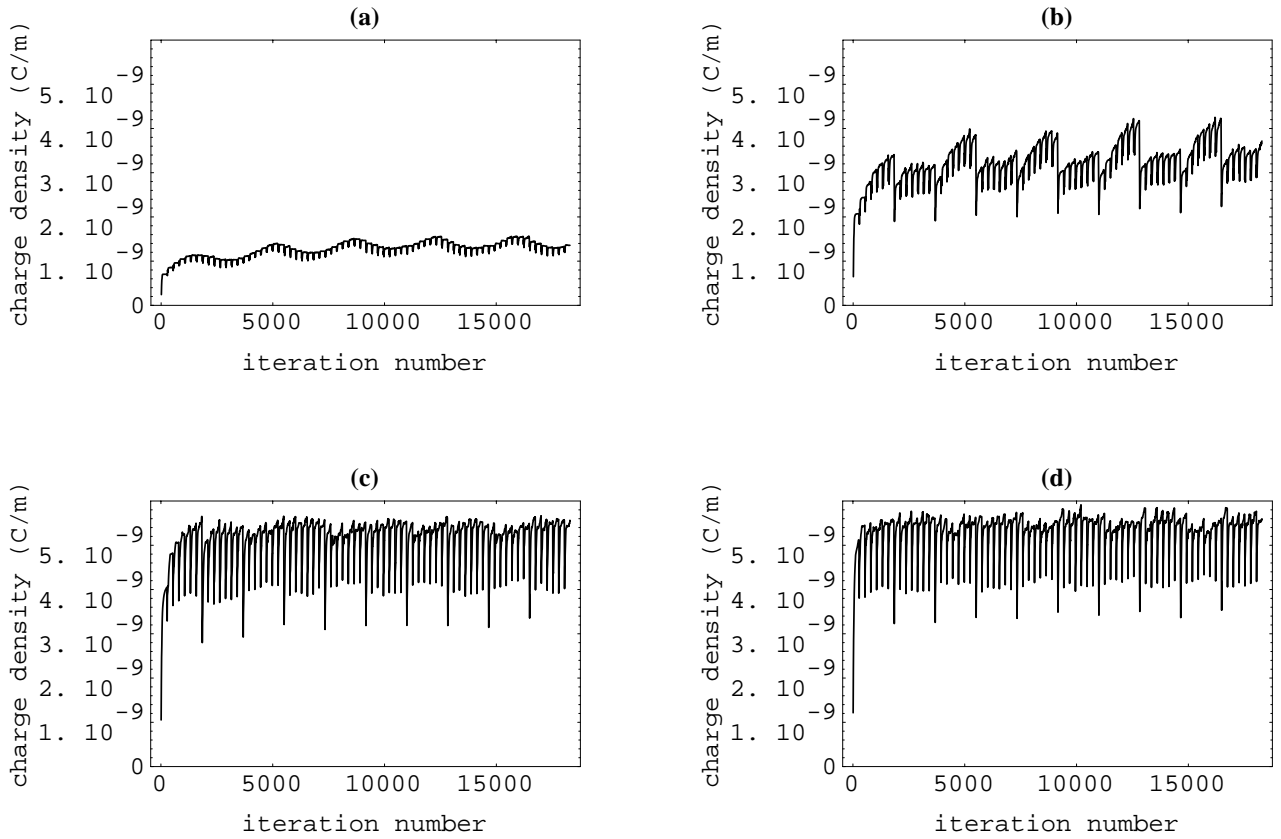 (a)
charge density (C/m)
5. 10 -9
4. 10 -9
3. 10 -9
2. 10 -9
1. 10 -9
0
0 5000 10000 15000
iteration number
(b)
charge density (C/m)
5. 10 -9
4. 10 -9
3. 10 -9
2. 10 -9
1. 10 -9
0
0 5000 10000 15000
iteration number
(c)
charge density (C/m)
5. 10 -9
4. 10 -9
3. 10 -9
2. 10 -9
1. 10 -9
0
0 5000 10000 15000
iteration number
(d)
charge density (C/m)
5. 10 -9
4. 10 -9
3. 10 -9
2. 10 -9
1. 10 -9
0
0 5000 10000 15000
iteration number